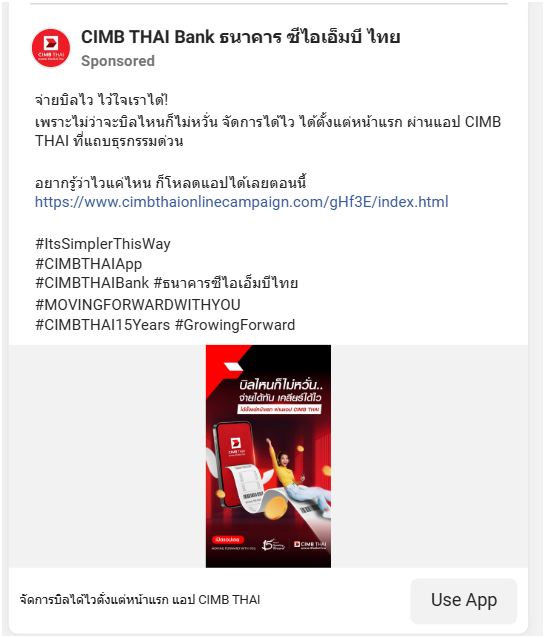 CIMB THAI Bank ธนาคาร ซีไอเอ็มบี ไทย
Sponsored
จ่ายบิลไว ไว้ใจเราได้!
เพราะไม่ว่าจะบิลไหนก็ไม่หวั่น จัดการได้ไว ได้ตั้งแต่หน้าแรก ผ่านแอป CIMB
THAI ที่แถบธุรกรรมด่วน
อยากรู้ว่าไวแค่ไหน ก็โหลดแอปได้เลยตอนนี้
https://www.cimbthaionlinecampaign.com/gHf3E/index.html
#ItsSimplerThisWay
#CIMBTHAIApp
#CIMBTHAIBank #ธนาคารซีไอเอ็มบีไทย
#MOVINGFORWARDWITHYOU
#CIMBTHAI15Years #GrowingForward
บิลไหนก็ไม่หวั่น..
จ่ายได้ทัน เคลียร์ได้ไว
ได้ตั้งแต่หน้าแรก ผ่านแอป CIMB THAI
CIMB THAI
MOVING FORWARD WITH YOU
15
CIMB THAI
จัดการบิลได้ไวตั้งแต่หน้าแรก แอป CIMB THAI
Use App